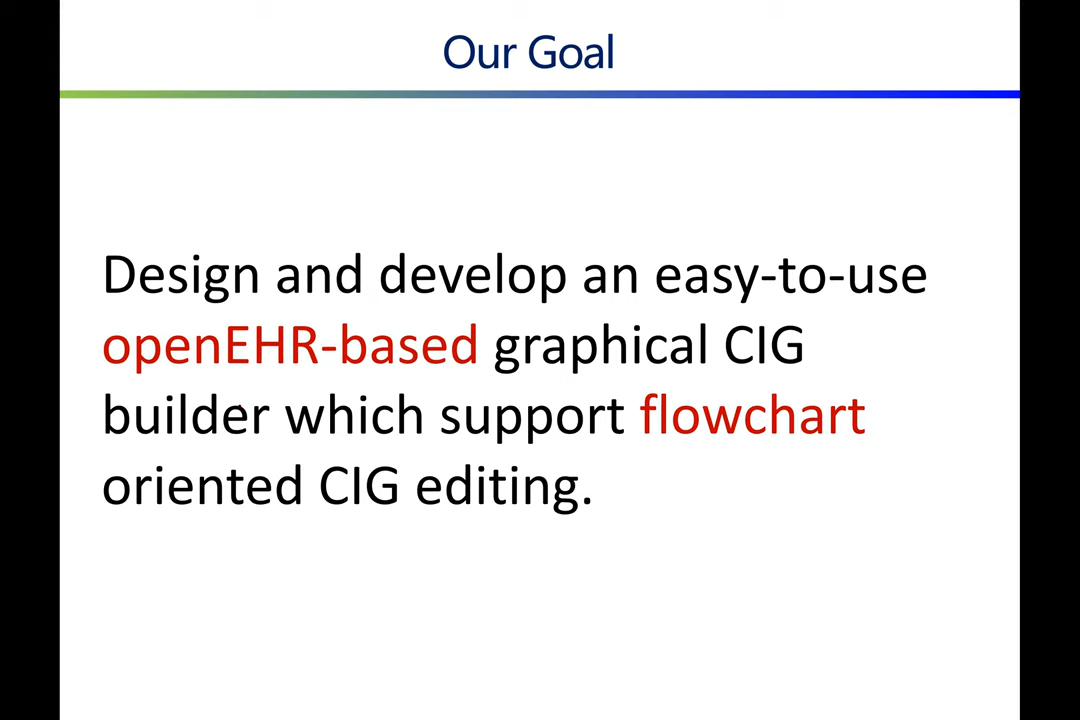 Our Goal
Design and develop an easy-to-use
openEHR-based graphical CIG
builder which support flowchart
oriented CIG editing.